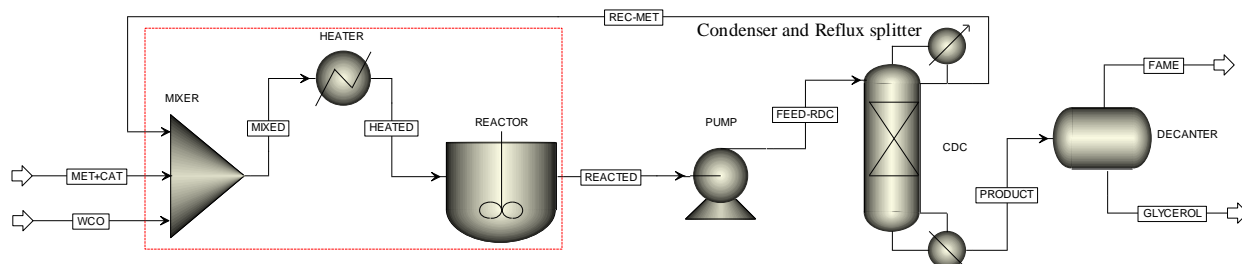 REC-MET
Condenser and Reflux splitter
HEATER
FAME
MIXER
FEED-RDC
MIXED
HEATED
REACTOR
PUMP
DECANTER
CDC
MET+CAT
REACTED
PRODUCT
WCO
GLYCEROL